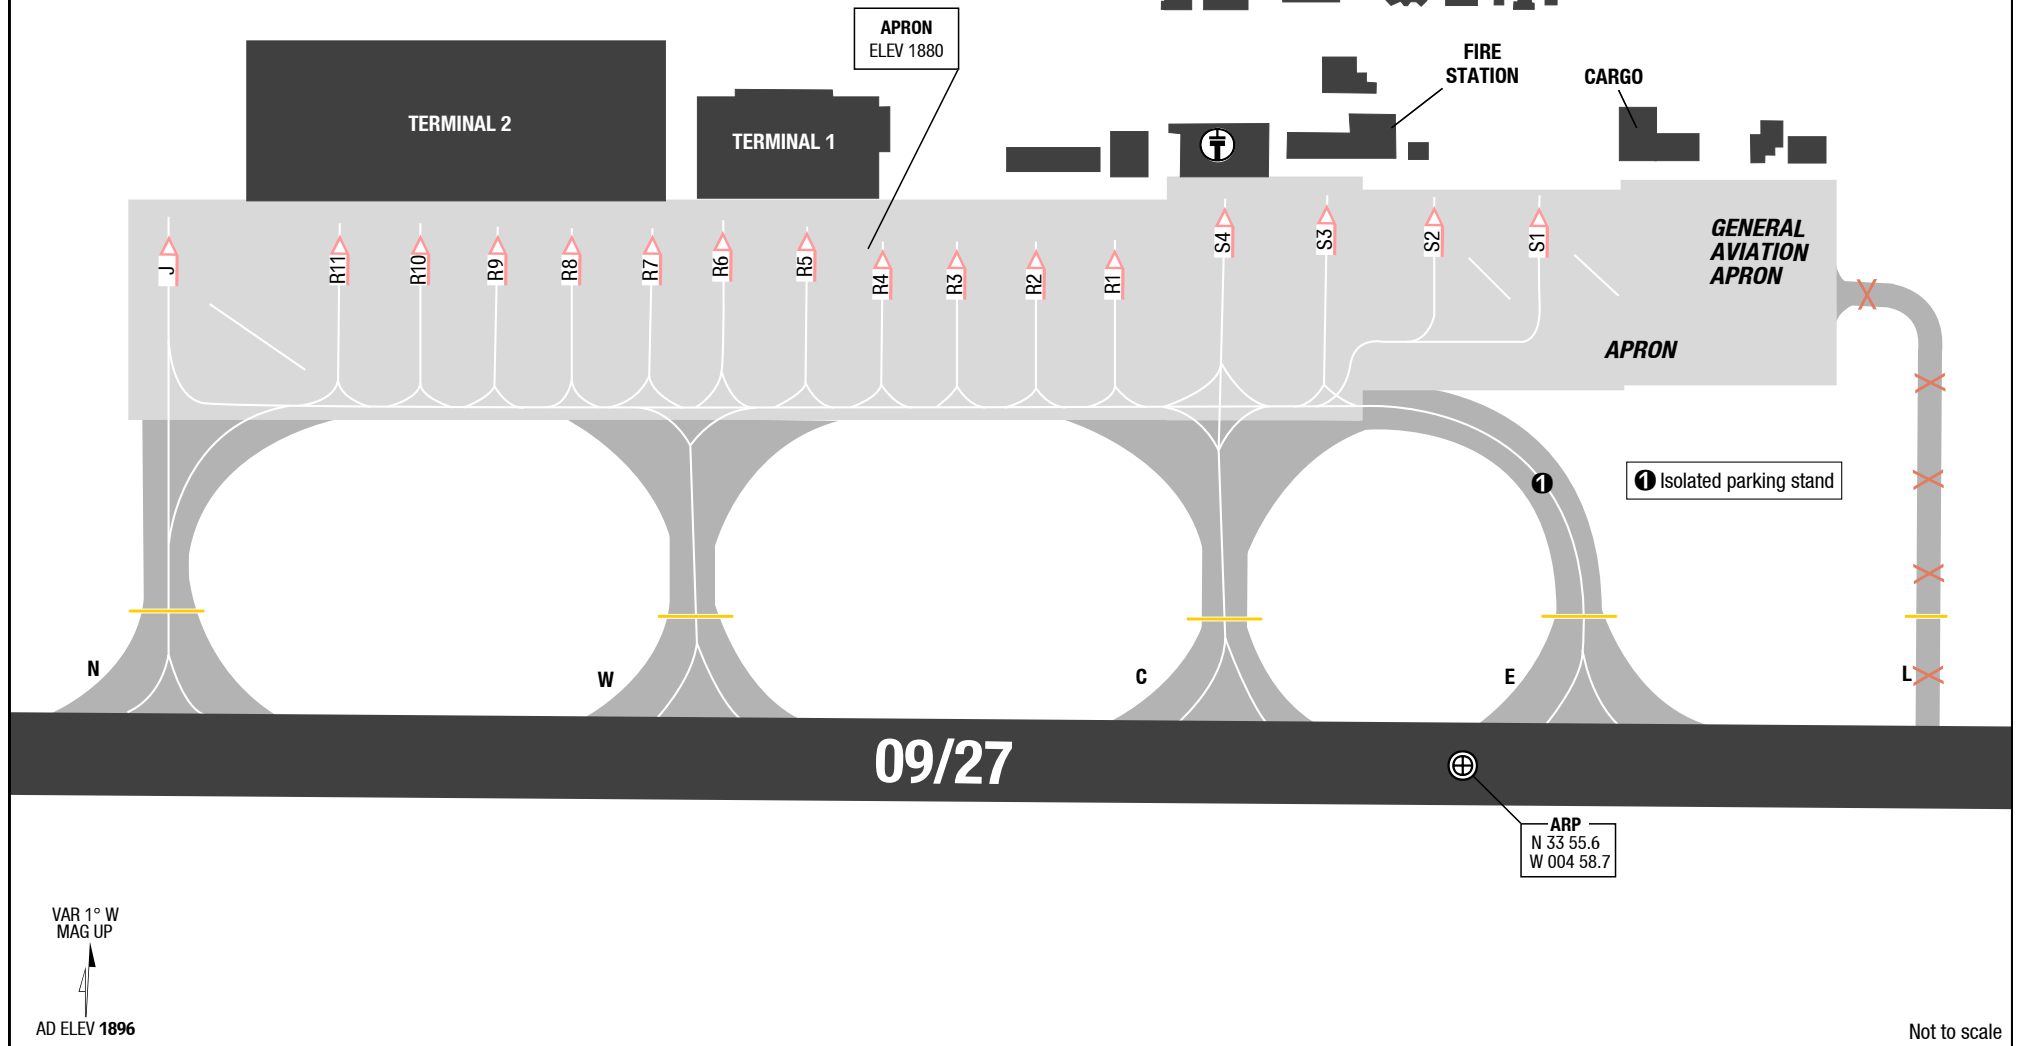 APRON
ELEV 1880
FIRE
STATION
CARGO
TERMINAL 2
TERMINAL 1
GENERAL
AVIATION
APRON
J
R11
R10
R9
R8
R7
R6
R5
R4
R3
R2
R1
S4
S3
S2
S1
APRON
1
1 Isolated parking stand
N
W
C
E
L
09/27
ARP
N 33 55.6
W 004 58.7
VAR 1° W
MAG UP
AD ELEV 1896
Not to scale